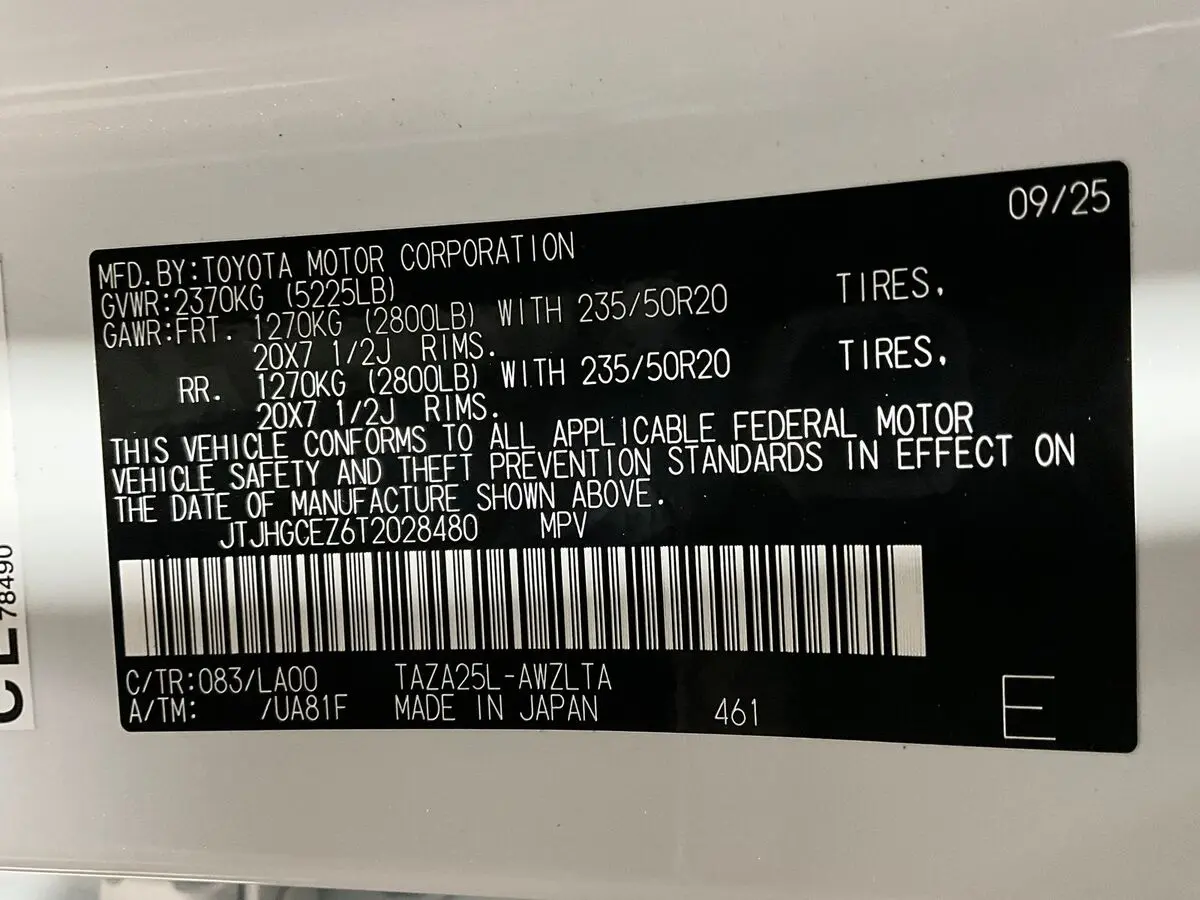 09/25
MFD.BY:TOYOTA MOTOR CORPORATION
GVWR:2370KG (5225LB)
GAWR:FRT. 1270KG (2800LB) WITH 235/50R20 TIRES,
20X7 1/2J RIMS.
RR. 1270KG (2800LB) WITH 235/50R20 TIRES,
20X7 1/2J RIMS.
THIS VEHICLE CONFORMS TO ALL APPLICABLE FEDERAL MOTOR
VEHICLE SAFETY AND THEFT PREVENTION STANDARDS IN EFFECT ON
THE DATE OF MANUFACTURE SHOWN ABOVE.
JTJHGCEZ6T2028480 MPV
C/TR:083/LA00 TAZA25L-AWZLTA
A/TM: /UA81F MADE IN JAPAN 461
E
78490